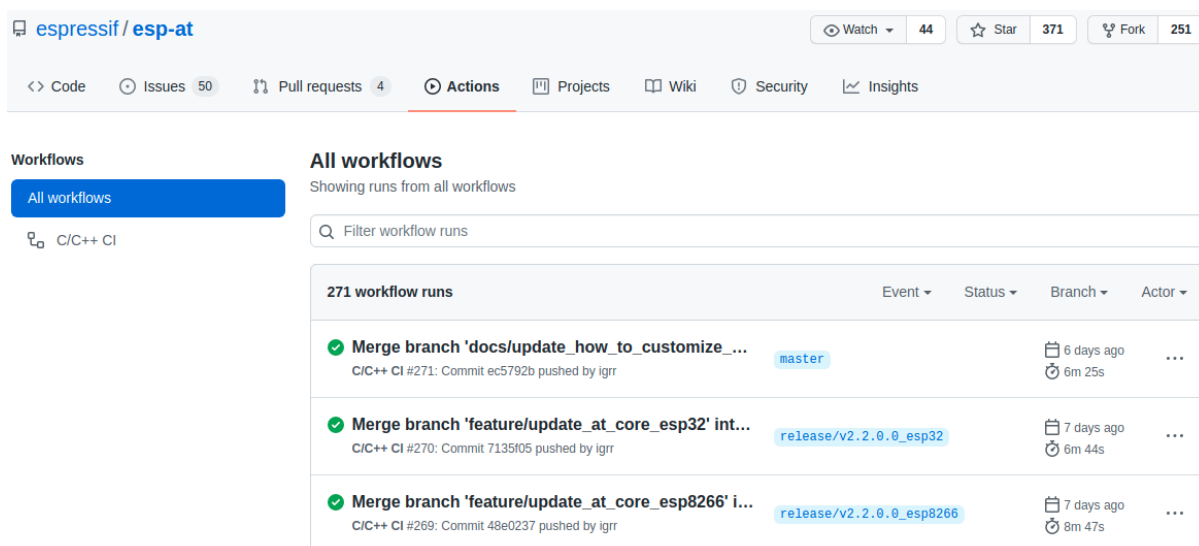 espressif / esp-at
Watch 44 Star 371 Fork 251
Code Issues 50 Pull requests 4 Actions Projects Wiki Security Insights
Workflows
All workflows
C/C++ CI
All workflows
Showing runs from all workflows
Filter workflow runs
271 workflow runs Event Status Branch Actor
Merge branch 'docs/update_how_to_customize_...
master
6 days ago
C/C++ CI #271: Commit ec5792b pushed by igrr
6m 25s
Merge branch 'feature/update_at_core_esp32' int...
release/v2.2.0.0_esp32
7 days ago
C/C++ CI #270: Commit 7135f05 pushed by igrr
6m 44s
Merge branch 'feature/update_at_core_esp8266' i...
release/v2.2.0.0_esp8266
7 days ago
C/C++ CI #269: Commit 48e0237 pushed by igrr
8m 47s